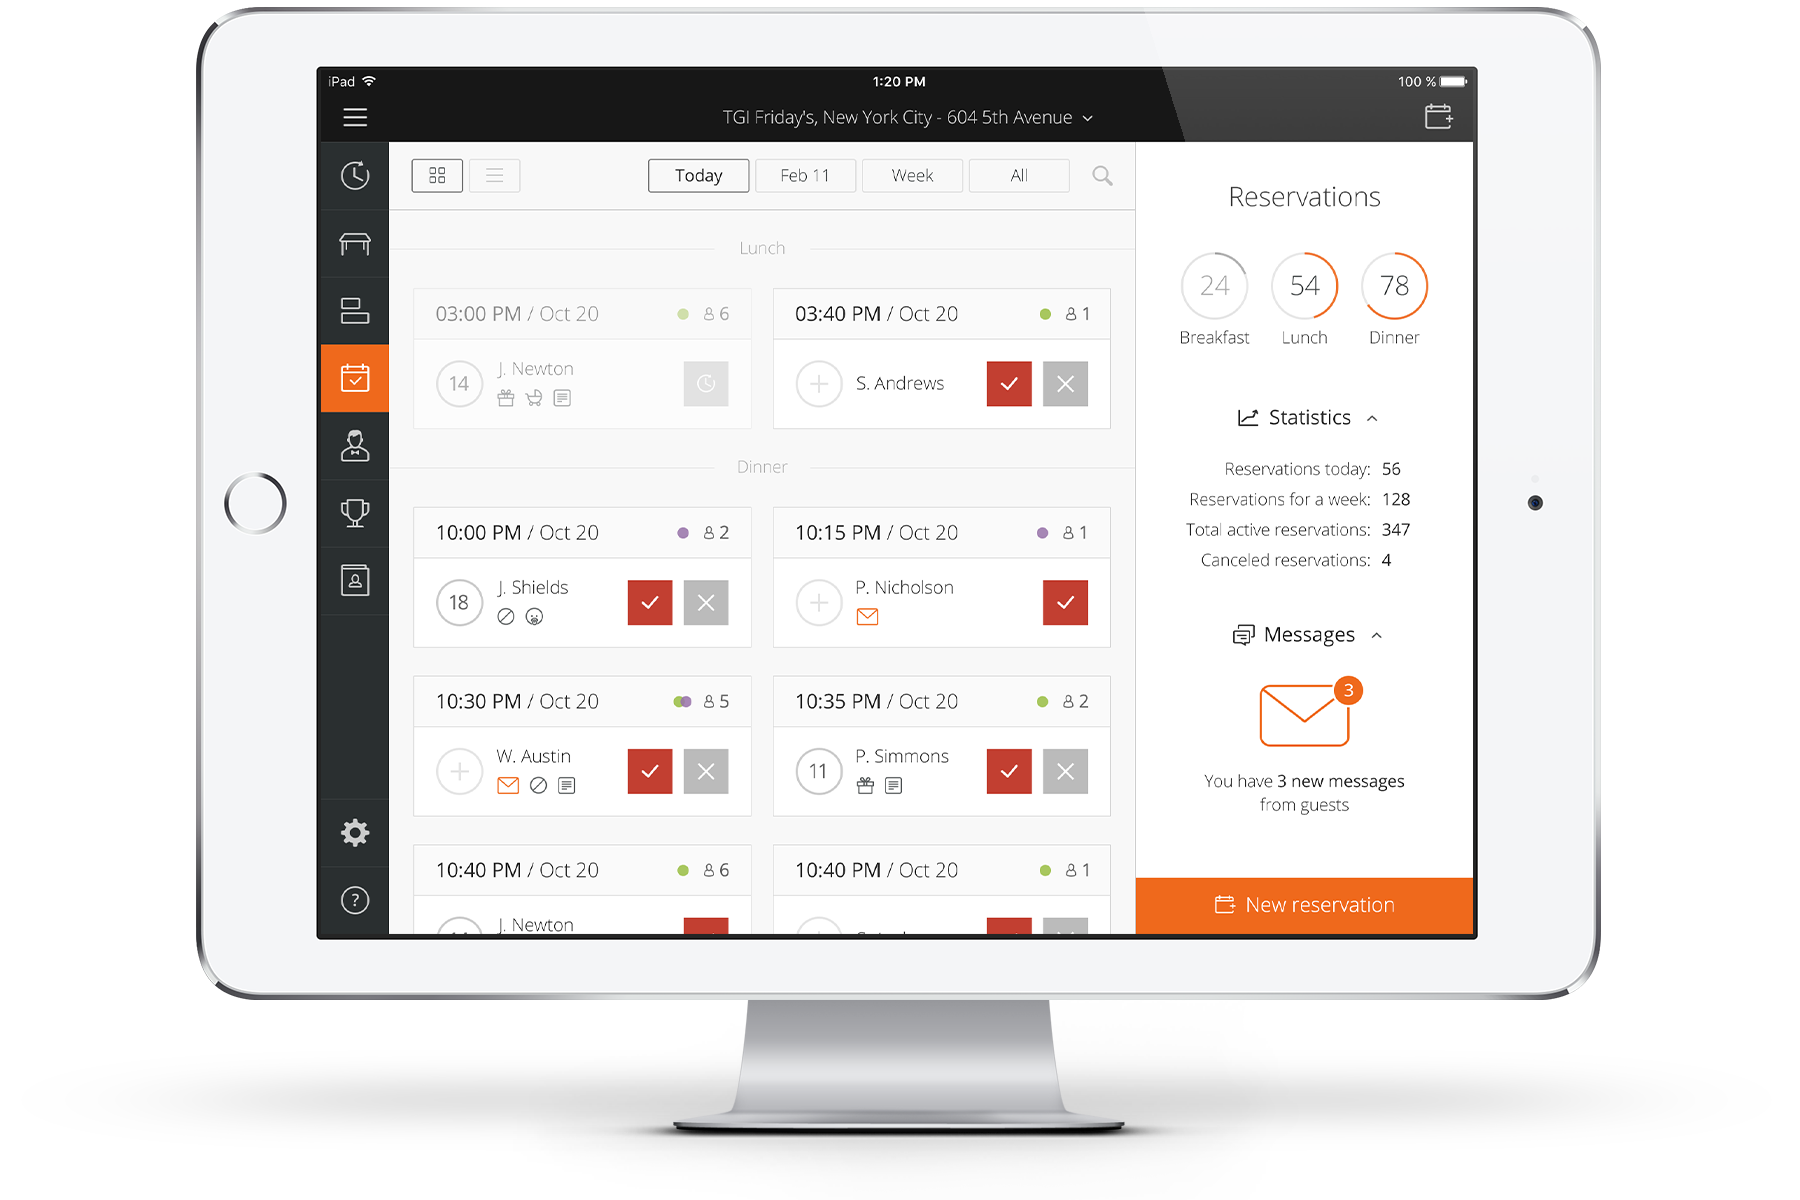 iPad
1:20 PM
100 %
TGI Friday's, New York City - 604 5th Avenue
Today
Feb 11
Week
All
Lunch
03:00 PM / Oct 20
6
14
J. Newton
03:40 PM / Oct 20
1
S. Andrews
Dinner
10:00 PM / Oct 20
2
18
J. Shields
10:15 PM / Oct 20
1
P. Nicholson
10:30 PM / Oct 20
5
W. Austin
10:35 PM / Oct 20
2
11
P. Simmons
10:40 PM / Oct 20
6
J. Newton
10:40 PM / Oct 20
1
Reservations
24
54
78
Breakfast
Lunch
Dinner
Statistics
Reservations today: 56
Reservations for a week: 128
Total active reservations: 347
Canceled reservations: 4
Messages
3
You have 3 new messages
from guests
New reservation
?